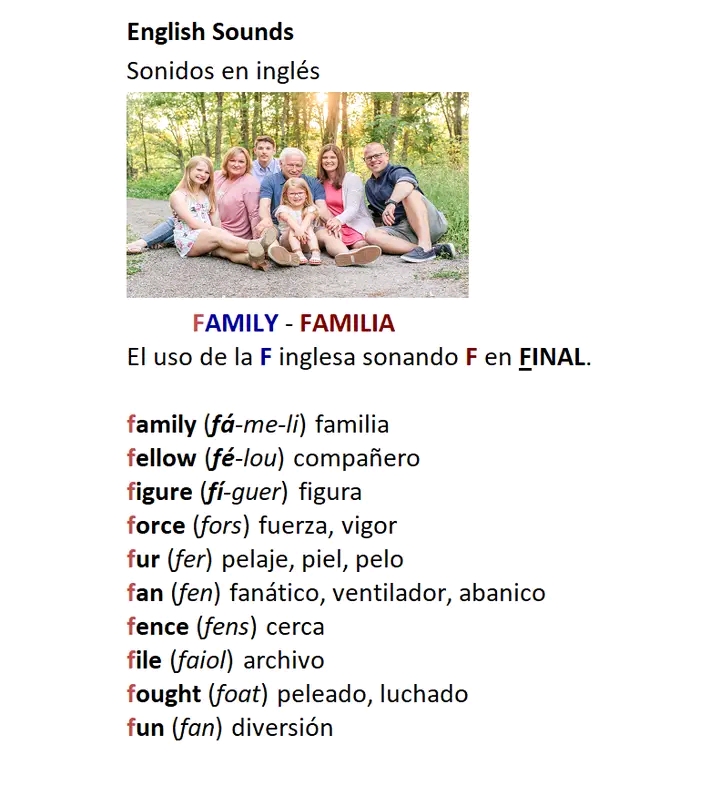 English Sounds
Sonidos en inglés
FAMILY - FAMILIA
El uso de la F inglesa sonando F en FINAL.
family (fá-me-li) familia
fellow (fé-lou) compañero
figure (fí-guer) figura
force (fors) fuerza, vigor
fur (fer) pelaje, piel, pelo
fan (fen) fanático, ventilador, abanico
fence (fens) cerca
file (faiol) archivo
fought (foat) peleado, luchado
fun (fan) diversión